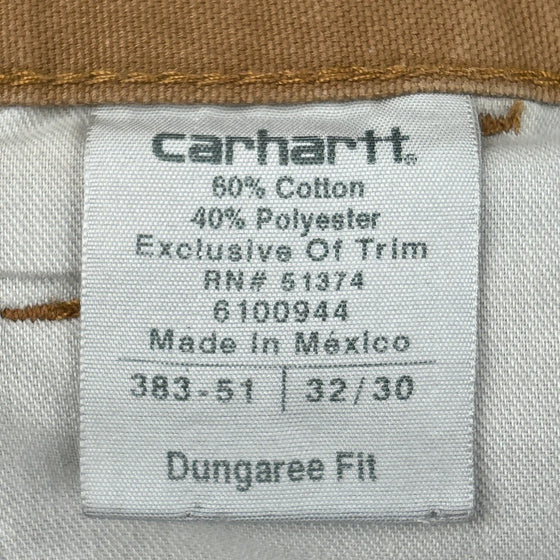 carhartt®
60% Cotton
40% Polyester
Exclusive Of Trim
RN# 51374
6100944
Made In México
383-51 | 32/30
Dungaree Fit